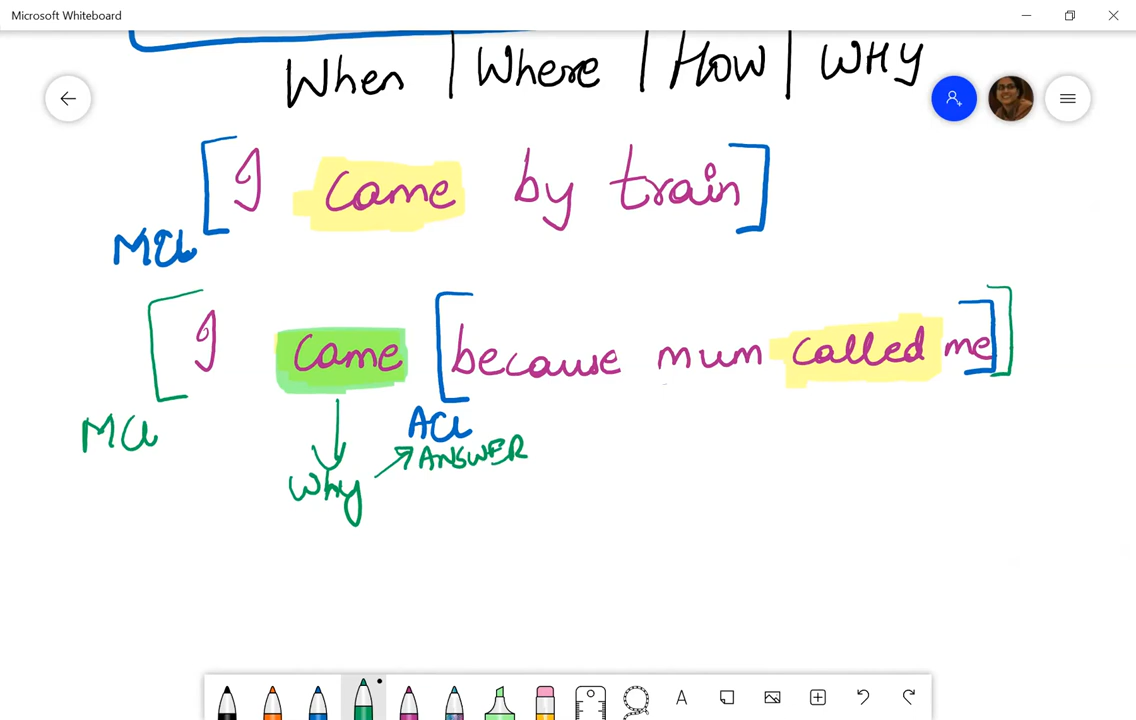 Microsoft Whiteboard
When | Where | How | WHY
[I came by train]
MCl
[I came [because mum called me]]
MCl
ACl
Why
ANSWER
A